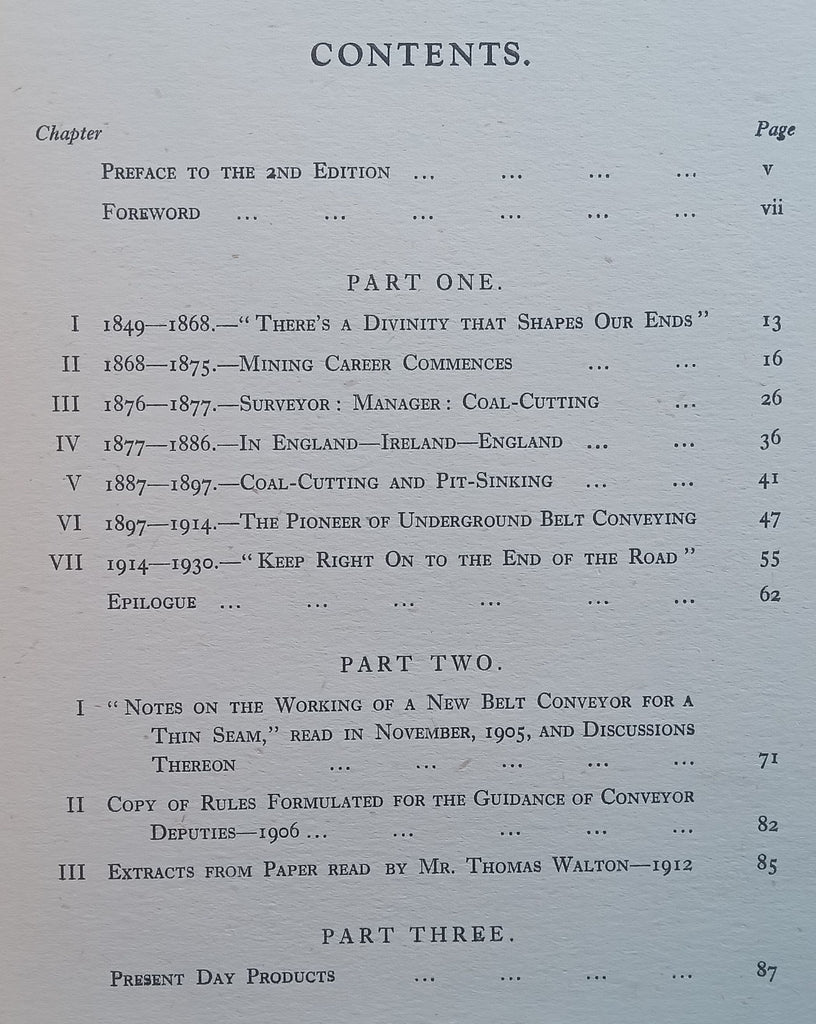 CONTENTS.
Chapter Page
PREFACE TO THE 2ND EDITION ... ... ... ... v
FOREWORD ... ... ... ... ... ... vii
PART ONE.
I 1849—1868.—“ THERE’S A DIVINITY THAT SHAPES OUR ENDS ” 13
II 1868—1875.—MINING CAREER COMMENCES ... ... 16
III 1876—1877.—SURVEYOR : MANAGER : COAL-CUTTING ... 26
IV 1877—1886.—IN ENGLAND—IRELAND—ENGLAND ... ... 36
V 1887—1897.—COAL-CUTTING AND PIT-SINKING ... ... 41
VI 1897—1914.—THE PIONEER OF UNDERGROUND BELT CONVEYING 47
VII 1914—1930.—“ KEEP RIGHT ON TO THE END OF THE ROAD ” 55
EPILOGUE ... ... ... ... ... ... 62
PART TWO.
I “ NOTES ON THE WORKING OF A NEW BELT CONVEYOR FOR A
THIN SEAM,” READ IN NOVEMBER, 1905, AND DISCUSSIONS
THEREON ... ... ... ... ... 71
II COPY OF RULES FORMULATED FOR THE GUIDANCE OF CONVEYOR
DEPUTIES—1906 ... ... ... ... ... 82
III EXTRACTS FROM PAPER READ BY MR. THOMAS WALTON—1912 85
PART THREE.
PRESENT DAY PRODUCTS ... ... ... ... 87